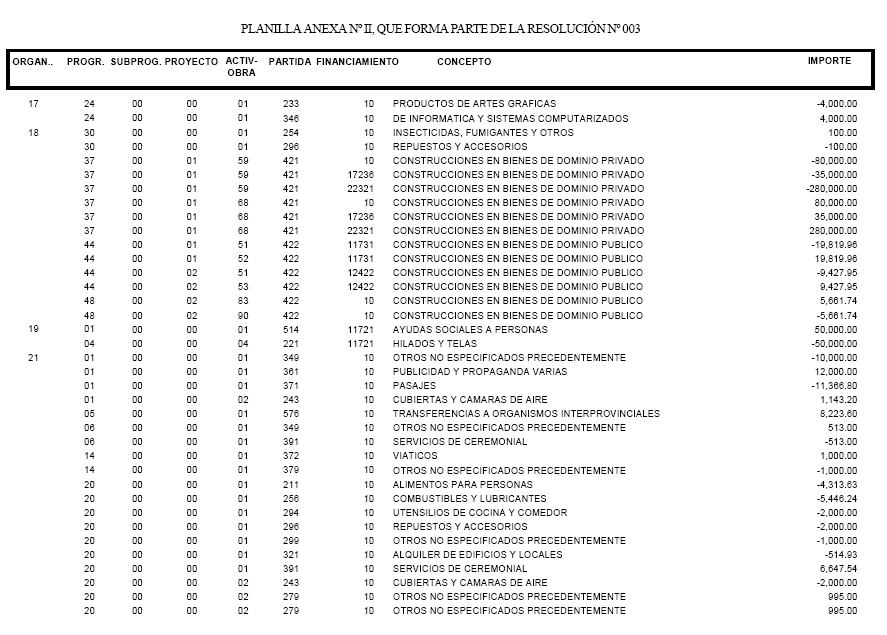 PLANILLA ANEXA Nº II, QUE FORMA PARTE DE LA RESOLUCIÓN Nº 003
ORGAN.. PROGR. SUBPROG. PROYECTO ACTIV-OBRA PARTIDA FINANCIAMIENTO CONCEPTO IMPORTE
17 24 00 00 01 233 10 PRODUCTOS DE ARTES GRAFICAS -4,000.00
24 00 00 01 346 10 DE INFORMATICA Y SISTEMAS COMPUTARIZADOS 4,000.00
18 30 00 00 01 254 10 INSECTICIDAS, FUMIGANTES Y OTROS 100.00
30 00 00 01 296 10 REPUESTOS Y ACCESORIOS -100.00
37 00 01 59 421 10 CONSTRUCCIONES EN BIENES DE DOMINIO PRIVADO -80,000.00
37 00 01 59 421 17236 CONSTRUCCIONES EN BIENES DE DOMINIO PRIVADO -35,000.00
37 00 01 59 421 22321 CONSTRUCCIONES EN BIENES DE DOMINIO PRIVADO -280,000.00
37 00 01 68 421 10 CONSTRUCCIONES EN BIENES DE DOMINIO PRIVADO 80,000.00
37 00 01 68 421 17236 CONSTRUCCIONES EN BIENES DE DOMINIO PRIVADO 35,000.00
37 00 01 68 421 22321 CONSTRUCCIONES EN BIENES DE DOMINIO PRIVADO 280,000.00
44 00 01 51 422 11731 CONSTRUCCIONES EN BIENES DE DOMINIO PUBLICO -19,819.96
44 00 01 52 422 11731 CONSTRUCCIONES EN BIENES DE DOMINIO PUBLICO 19,819.96
44 00 02 51 422 12422 CONSTRUCCIONES EN BIENES DE DOMINIO PUBLICO -9,427.95
44 00 02 53 422 12422 CONSTRUCCIONES EN BIENES DE DOMINIO PUBLICO 9,427.95
48 00 02 83 422 10 CONSTRUCCIONES EN BIENES DE DOMINIO PUBLICO 5,661.74
48 00 02 90 422 10 CONSTRUCCIONES EN BIENES DE DOMINIO PUBLICO -5,661.74
19 01 00 00 01 514 11721 AYUDAS SOCIALES A PERSONAS 50,000.00
04 00 00 04 221 11721 HILADOS Y TELAS -50,000.00
21 01 00 00 01 349 10 OTROS NO ESPECIFICADOS PRECEDENTEMENTE -10,000.00
01 00 00 01 361 10 PUBLICIDAD Y PROPAGANDA VARIAS 12,000.00
01 00 00 01 371 10 PASAJES -11,366.80
01 00 00 02 243 10 CUBIERTAS Y CAMARAS DE AIRE 1,143.20
05 00 00 01 576 10 TRANSFERENCIAS A ORGANISMOS INTERPROVINCIALES 8,223.60
06 00 00 01 349 10 OTROS NO ESPECIFICADOS PRECEDENTEMENTE 513.00
06 00 00 01 391 10 SERVICIOS DE CEREMONIAL -513.00
14 00 00 01 372 10 VIATICOS 1,000.00
14 00 00 01 379 10 OTROS NO ESPECIFICADOS PRECEDENTEMENTE -1,000.00
20 00 00 01 211 10 ALIMENTOS PARA PERSONAS -4,313.63
20 00 00 01 256 10 COMBUSTIBLES Y LUBRICANTES -5,446.24
20 00 00 01 294 10 UTENSILIOS DE COCINA Y COMEDOR -2,000.00
20 00 00 01 296 10 REPUESTOS Y ACCESORIOS -2,000.00
20 00 00 01 299 10 OTROS NO ESPECIFICADOS PRECEDENTEMENTE -1,000.00
20 00 00 01 321 10 ALQUILER DE EDIFICIOS Y LOCALES -514.93
20 00 00 01 391 10 SERVICIOS DE CEREMONIAL 6,647.54
20 00 00 02 243 10 CUBIERTAS Y CAMARAS DE AIRE -2,000.00
20 00 00 02 279 10 OTROS NO ESPECIFICADOS PRECEDENTEMENTE 995.00
20 00 00 02 279 10 OTROS NO ESPECIFICADOS PRECEDENTEMENTE 995.00